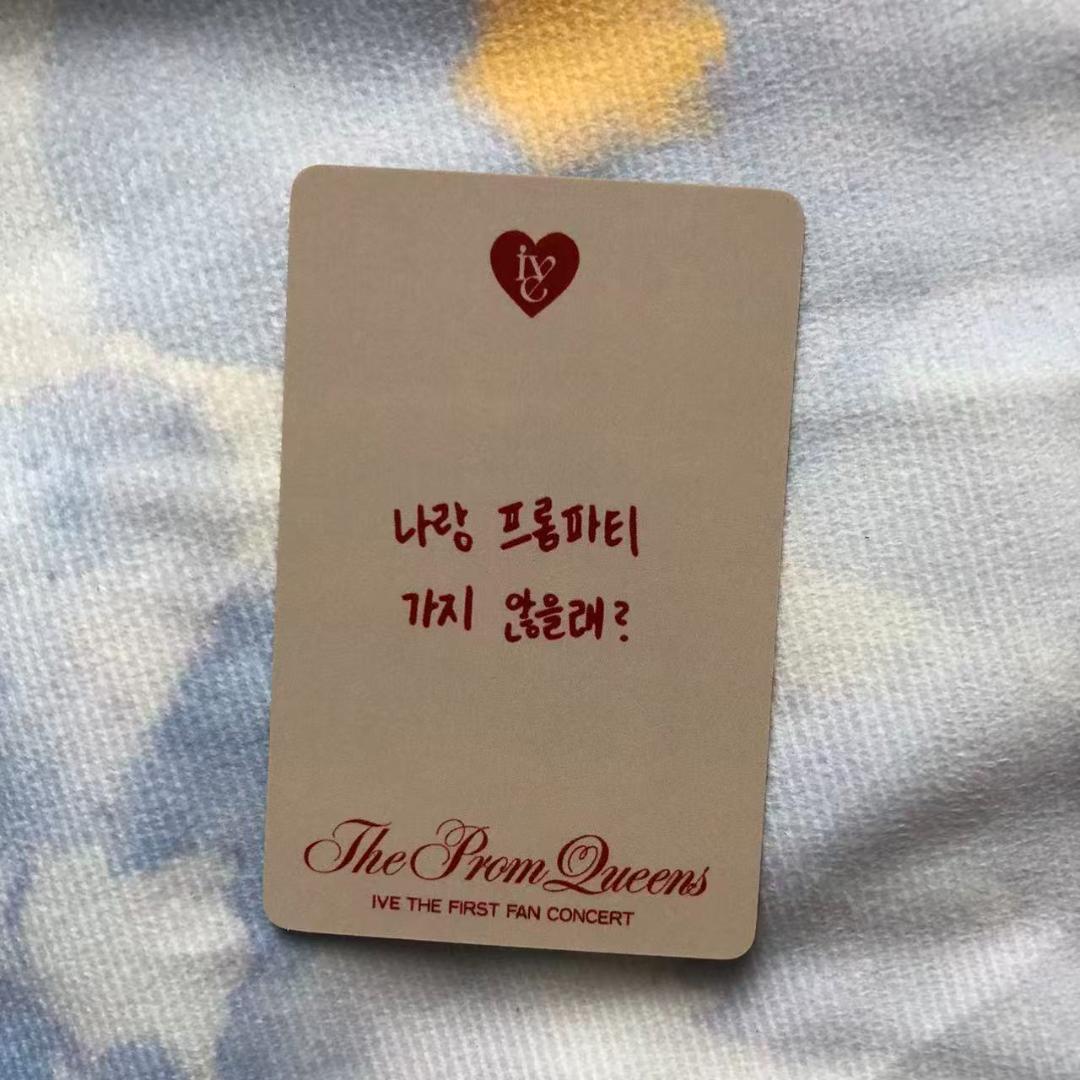 ive
나랑 프롬파티
가지 않을래?
The Prom Queens
IVE THE FIRST FAN CONCERT